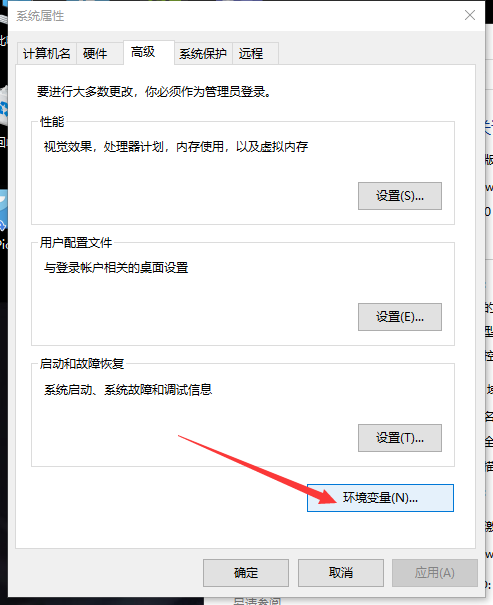 系统属性
计算机名 硬件 高级 系统保护 远程
要进行大多数更改，你必须作为管理员登录。
性能
视觉效果，处理器计划，内存使用，以及虚拟内存
设置(S)...
用户配置文件
与登录帐户相关的桌面设置
设置(E)...
启动和故障恢复
系统启动、系统故障和调试信息
设置(T)...
环境变量(N)...
确定 取消 应用(A)